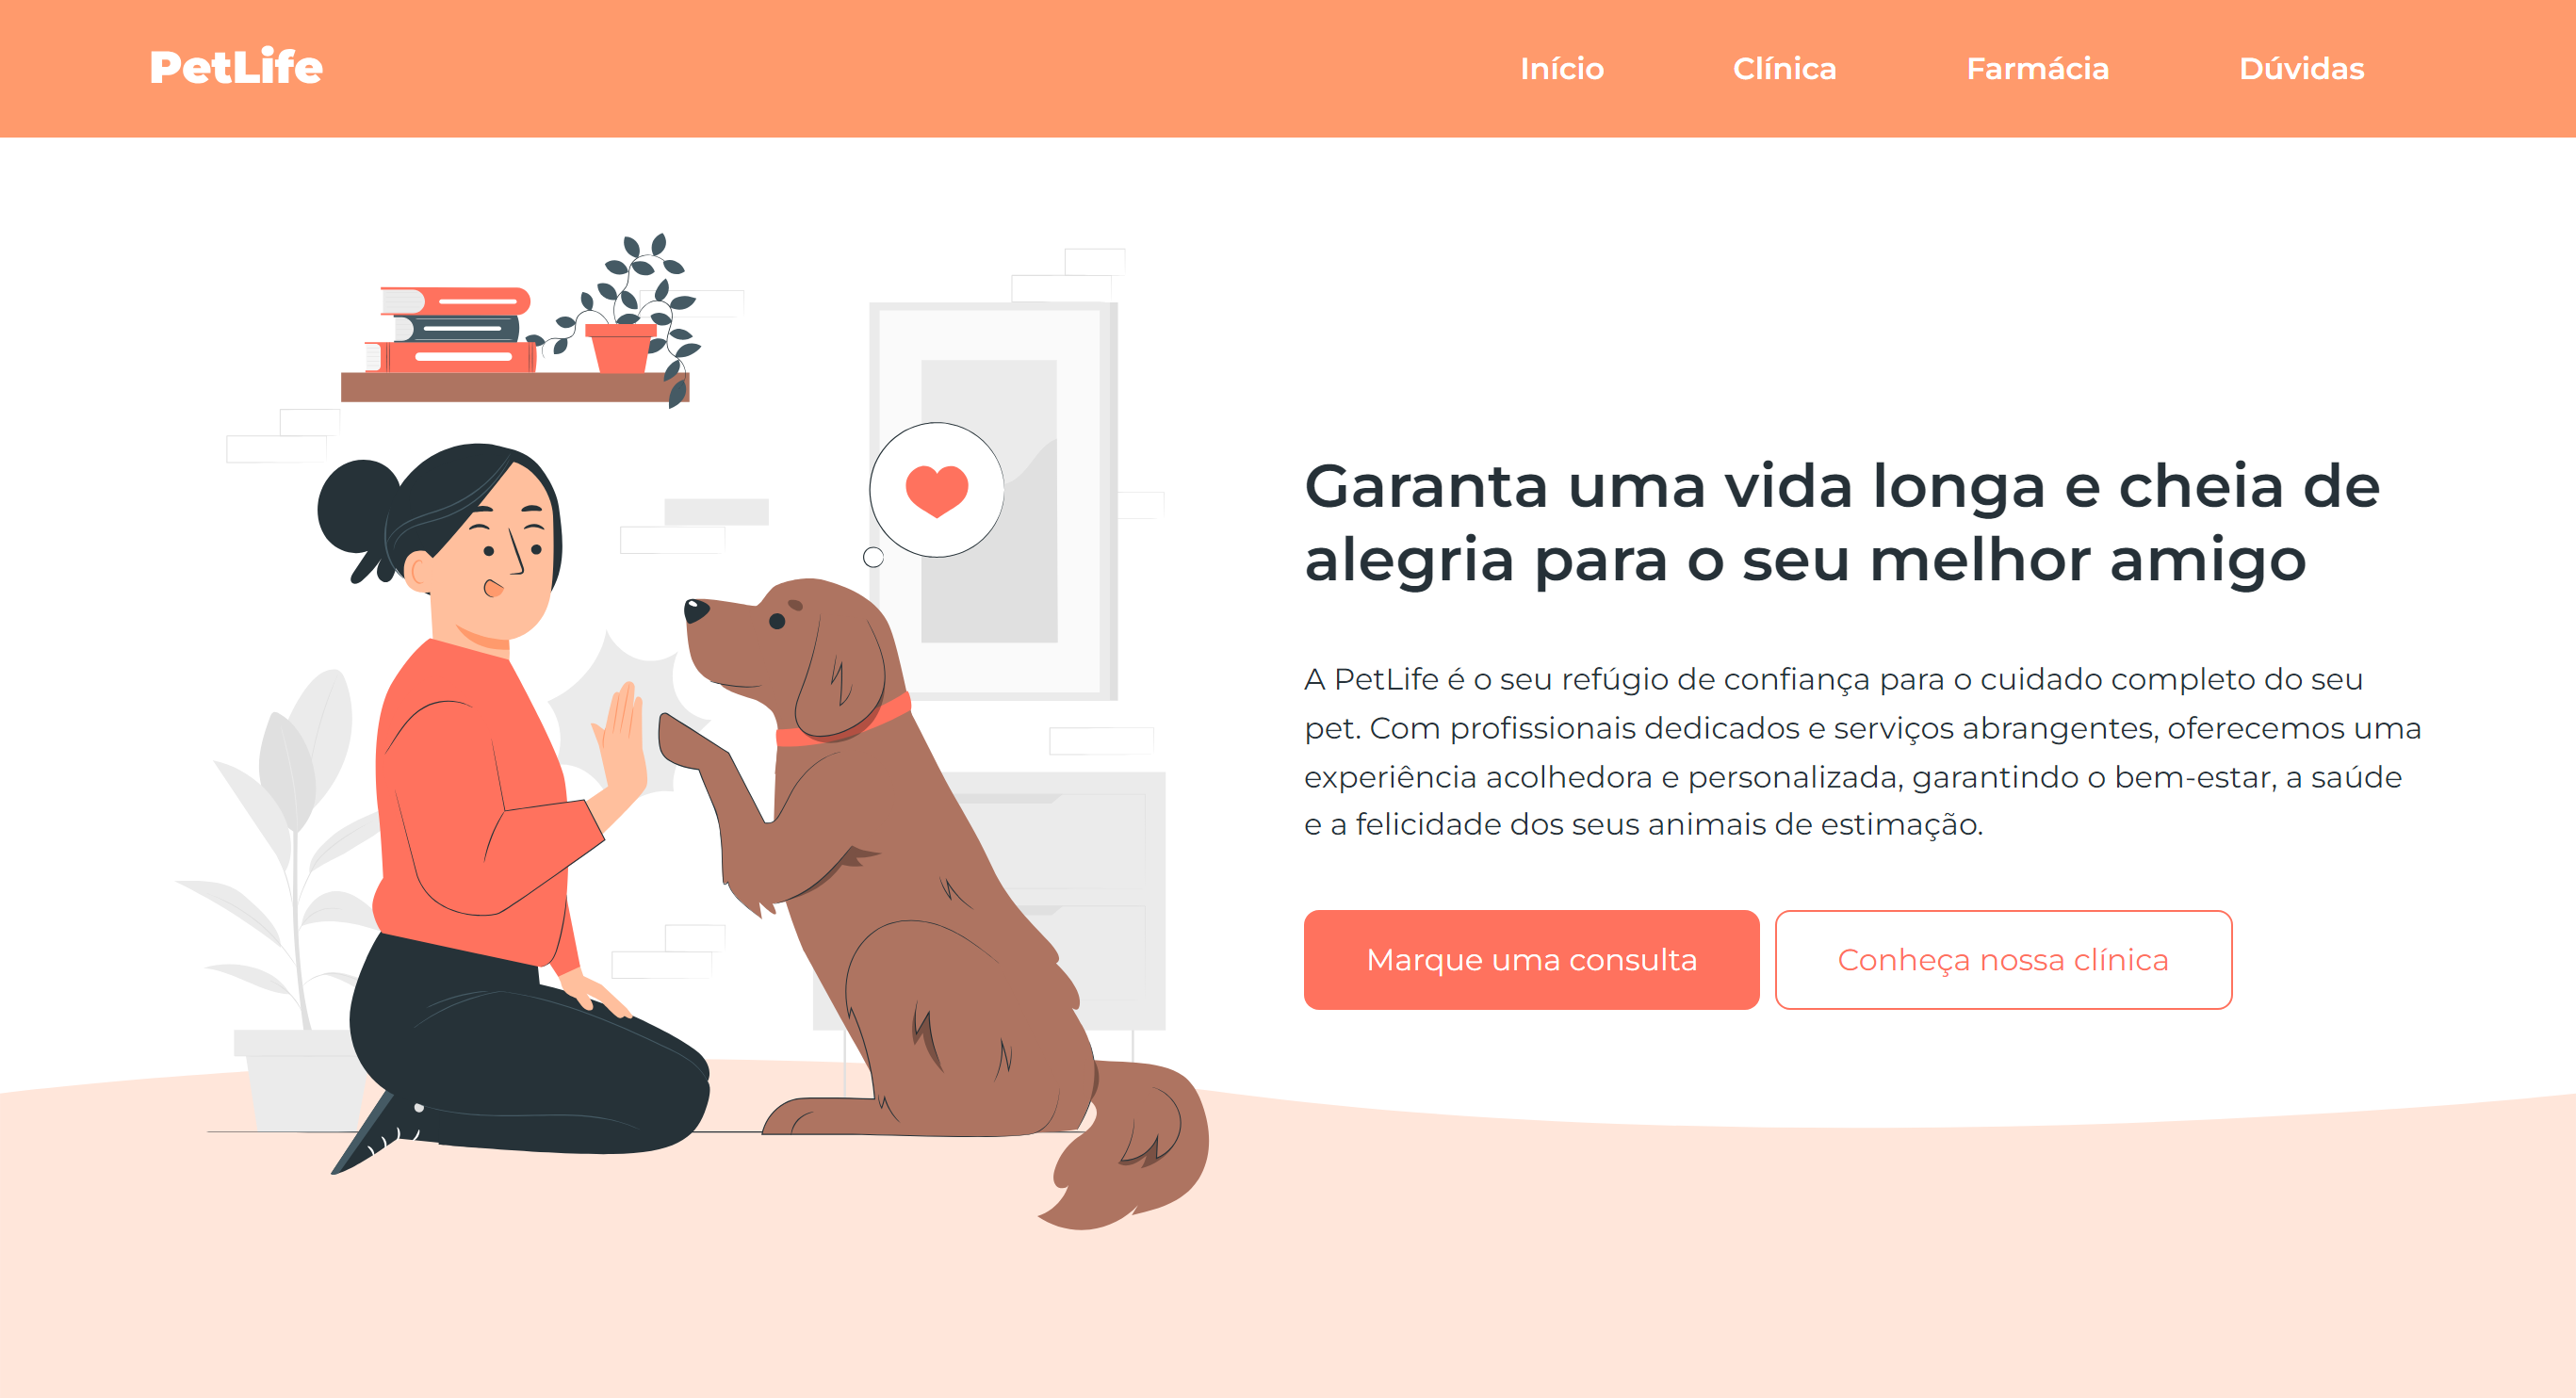 PetLife
Início
Clínica
Farmácia
Dúvidas
Garanta uma vida longa e cheia de
alegria para o seu melhor amigo
A PetLife é o seu refúgio de confiança para o cuidado completo do seu
pet. Com profissionais dedicados e serviços abrangentes, oferecemos uma
experiência acolhedora e personalizada, garantindo o bem-estar, a saúde
e a felicidade dos seus animais de estimação.
Marque uma consulta
Conheça nossa clínica